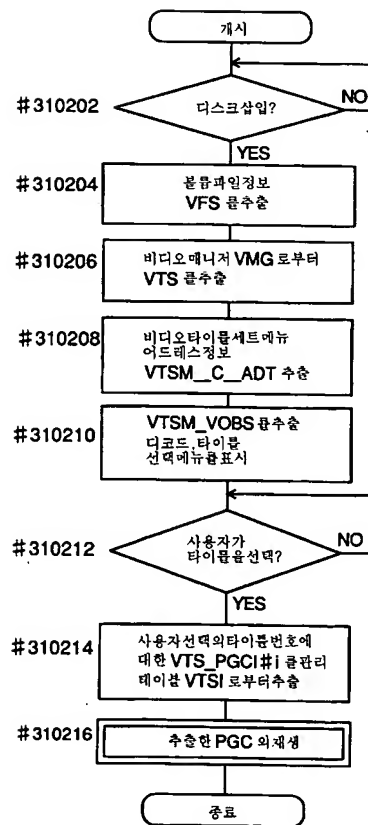 개시
#310202
디스크삽입?
NO
YES
#310204
볼륨파일정보
VFS 를추출
#310206
비디오매니저 VMG 로부터
VTS 를추출
#310208
비디오타이틀세트메뉴
어드레스정보
VTSM__C__ADT 추출
#310210
VTSM_VOBS 를추출
디코드,타이틀
선택메뉴를표시
#310212
사용자가
타이틀을선택?
NO
YES
#310214
사용자선택의타이틀번호에
대한 VTS_PGCI#i 를관리
테이블 VTSI 로부터추출
#310216
추출한 PGC 의재생
종료